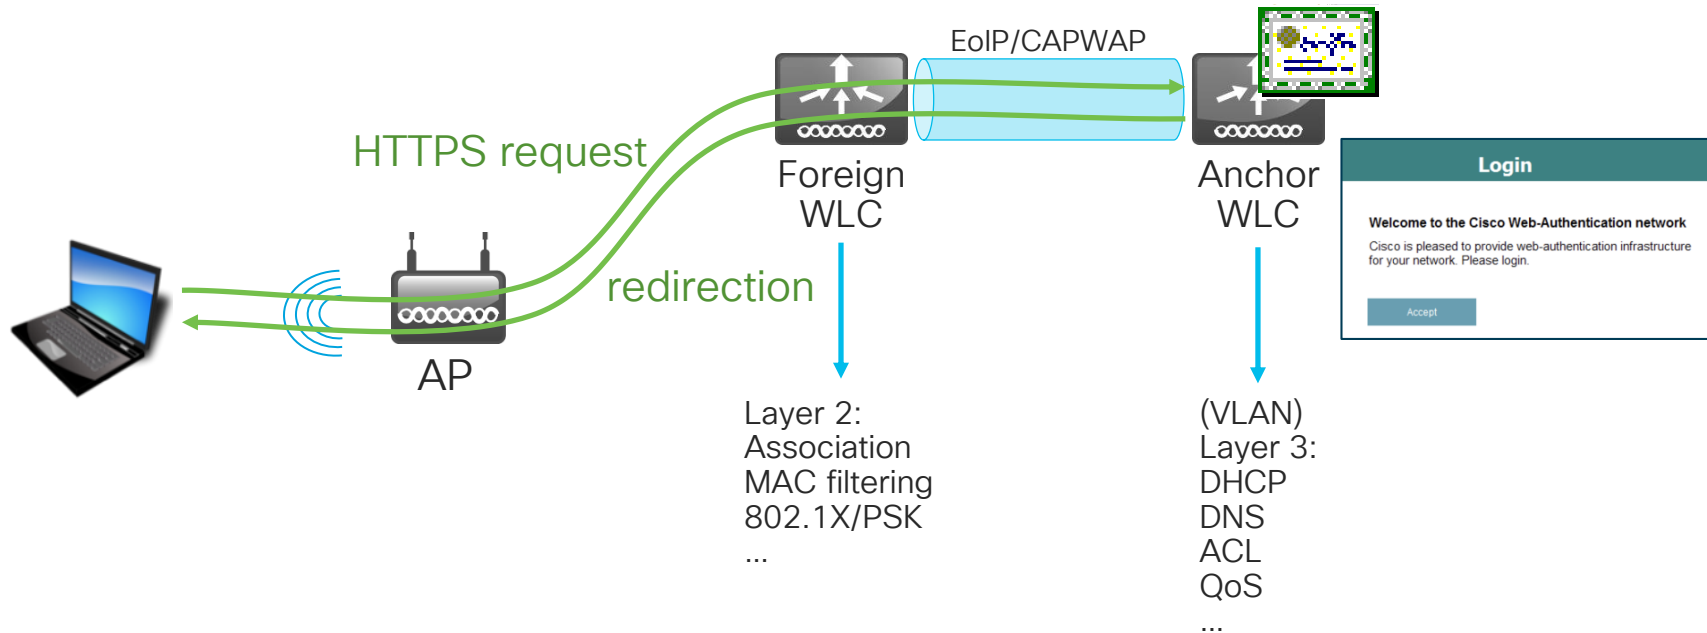 EoIP/CAPWAP
HTTPS request
Foreign
WLC
Anchor
WLC
Login
Welcome to the Cisco Web-Authentication network
Cisco is pleased to provide web-authentication infrastructure
for your network. Please login.
Accept
redirection
AP
Layer 2:
Association
MAC filtering
802.1X/PSK
...
(VLAN)
Layer 3:
DHCP
DNS
ACL
QoS
...